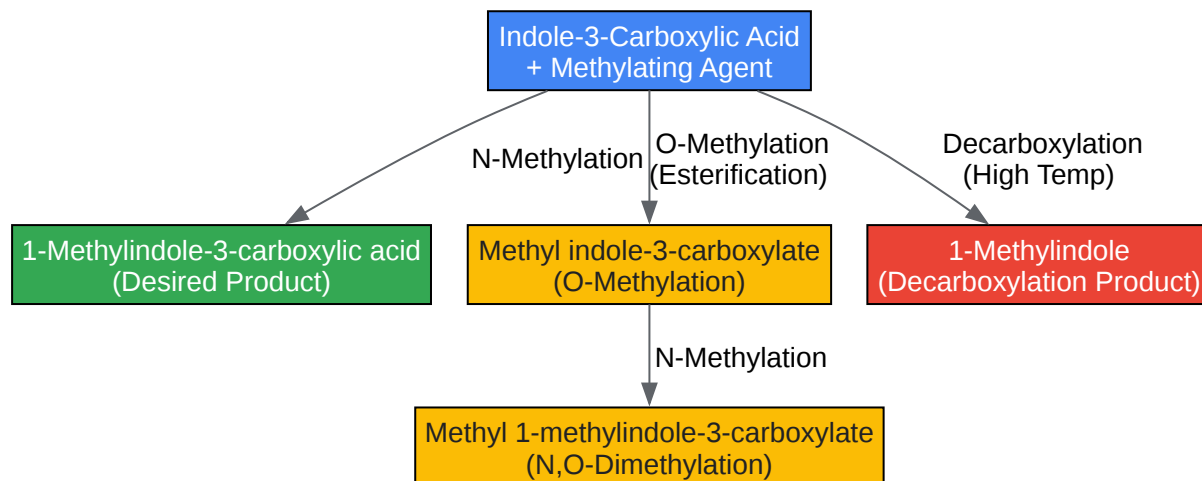 Indole-3-Carboxylic Acid
+ Methylating Agent
N-Methylation
O-Methylation
(Esterification)
Decarboxylation
(High Temp)
1-Methylindole-3-carboxylic acid
(Desired Product)
Methyl indole-3-carboxylate
(O-Methylation)
1-Methylindole
(Decarboxylation Product)
N-Methylation
Methyl 1-methylindole-3-carboxylate
(N,O-Dimethylation)